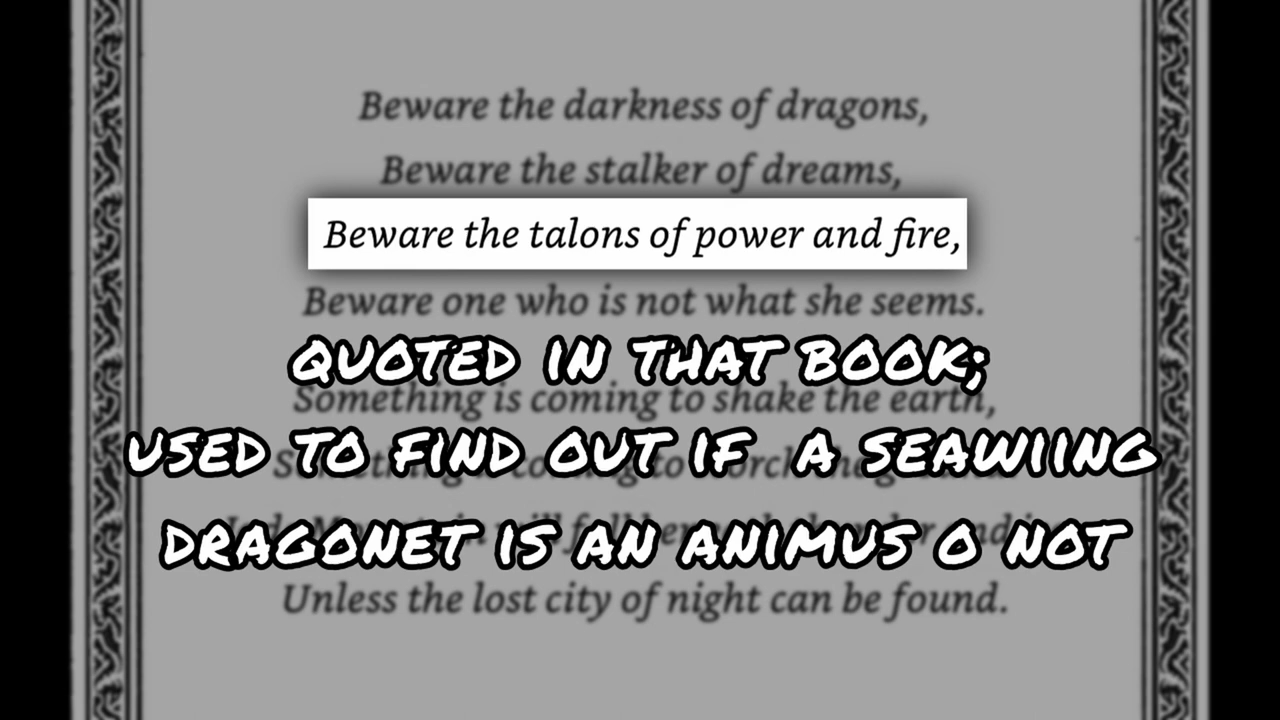 Beware the darkness of dragons,
Beware the stalker of dreams,
Beware the talons of power and fire,
Beware one who is not what she seems.
QUOTED IN THAT BOOK;
Something is coming to shake the earth,
USED TO FIND OUT IF A SEAWIING
DRAGONET IS AN ANIMUS O NOT
Unless the lost city of night can be found.